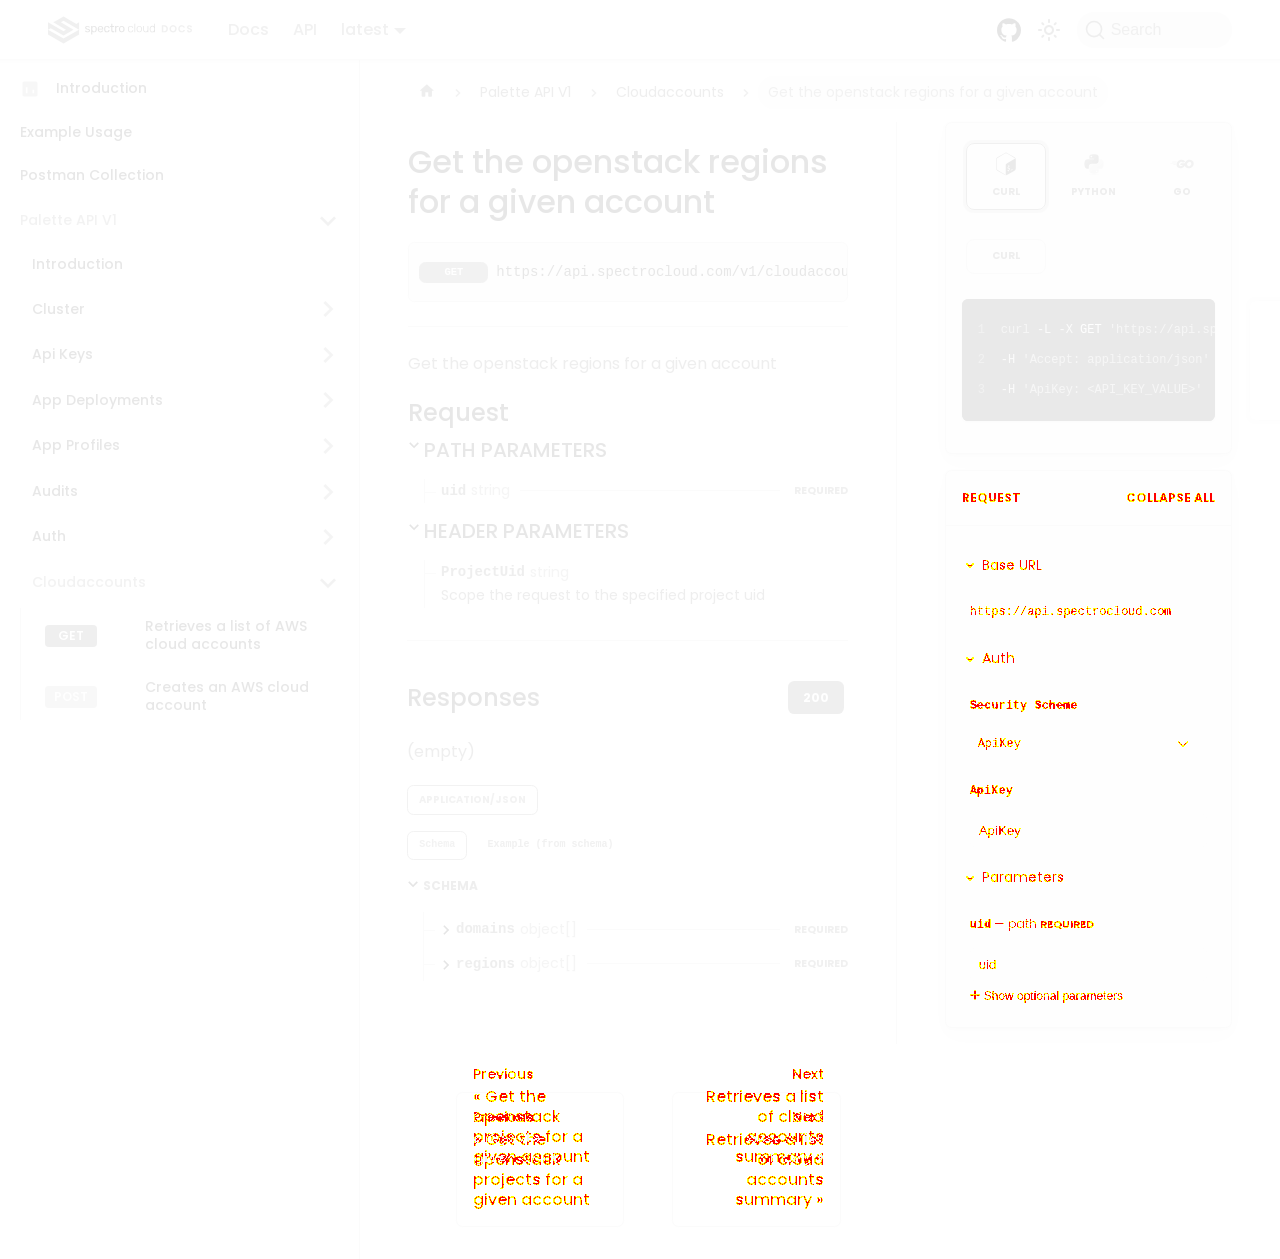 spectro cloud DOCS Docs API latest Search
Introduction
Example Usage
Postman Collection
Palette API V1
Introduction
Cluster
Api Keys
App Deployments
App Profiles
Audits
Auth
Cloudaccounts
GET Retrieves a list of AWS
cloud accounts
POST Creates an AWS cloud
account
Palette API V1 Cloudaccounts Get the openstack regions for a given account
Get the openstack regions
for a given account
GET https://api.spectrocloud.com/v1/cloudaccou
Get the openstack regions for a given account
Request
PATH PARAMETERS
uid string REQUIRED
HEADER PARAMETERS
ProjectUid string
Scope the request to the specified project uid
Responses 200
(empty)
APPLICATION/JSON
Schema Example (from schema)
SCHEMA
domains object[] REQUIRED
regions object[] REQUIRED
CURL PYTHON GO
CURL
1 curl -L -X GET 'https://api.sp
2 -H 'Accept: application/json'
3 -H 'ApiKey: <API_KEY_VALUE>'
REQUEST COLLAPSE ALL
Base URL
https://api.spectrocloud.com
Auth
Security Scheme
ApiKey
ApiKey
ApiKey
Parameters
uid — path REQUIRED
uid
+ Show optional parameters
Previous
« Get the
openstack
projects for a
given account
Next
Retrieves a list
of cloud
accounts
summary »